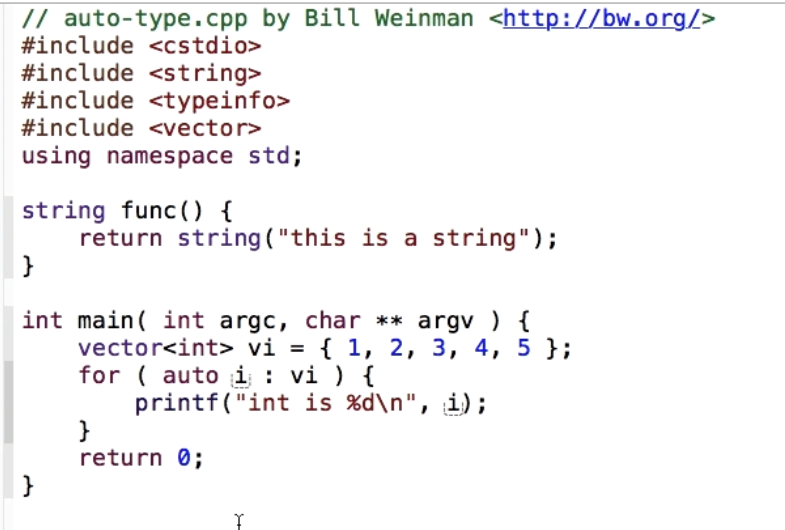 // auto-type.cpp by Bill Weinman <http://bw.org/>
#include <cstdio>
#include <string>
#include <typeinfo>
#include <vector>
using namespace std;
string func() {
    return string("this is a string");
}
int main( int argc, char ** argv ) {
    vector<int> vi = { 1, 2, 3, 4, 5 };
    for ( auto i : vi ) {
        printf("int is %d\n", i);
    }
    return 0;
}